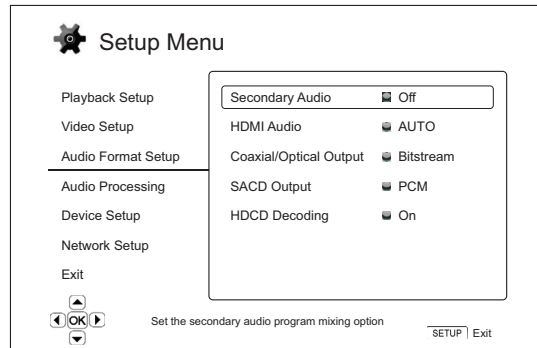 Setup Menu
Playback Setup
Video Setup
Audio Format Setup
Audio Processing
Device Setup
Network Setup
Exit
Secondary Audio Off
HDMI Audio AUTO
Coaxial/Optical Output Bitstream
SACD Output PCM
HDCD Decoding On
OK
Set the secondary audio program mixing option
SETUP Exit